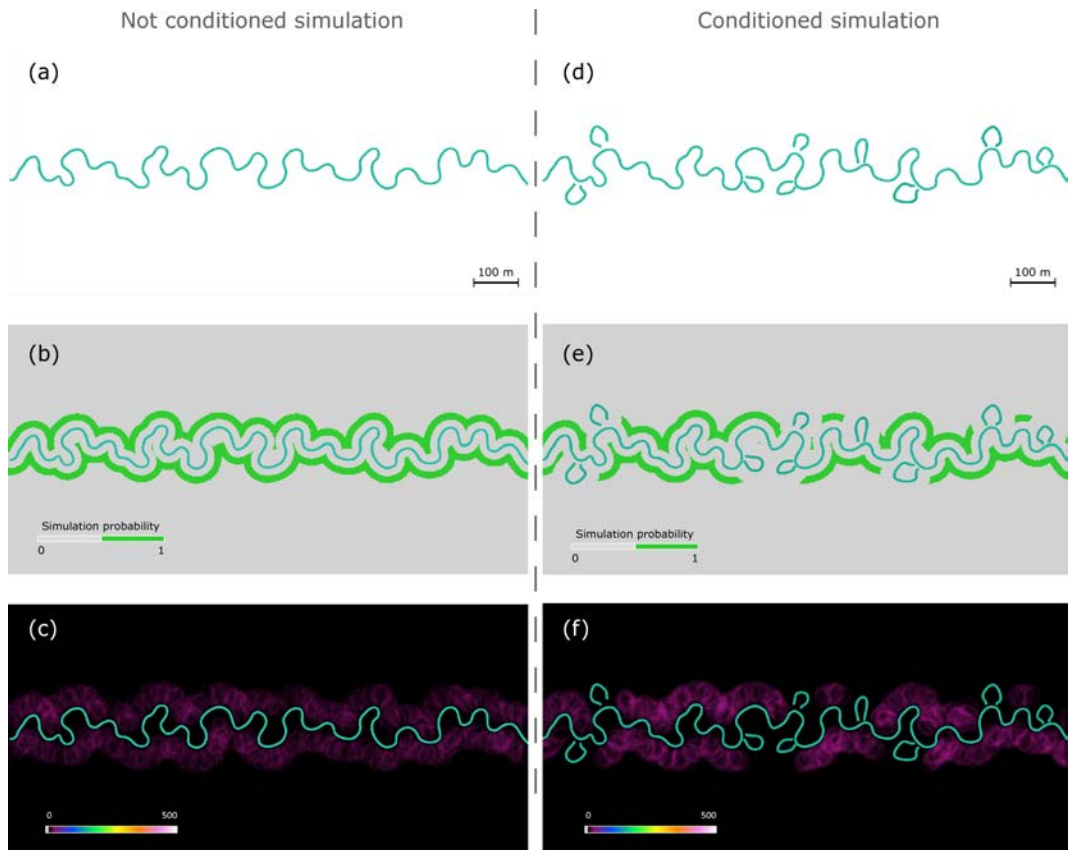 Not conditioned simulation
Conditioned simulation
(a)
(d)
100 m
100 m
(b)
(e)
Simulation probability
0 1
Simulation probability
0 1
(c)
(f)
0 500
0 500